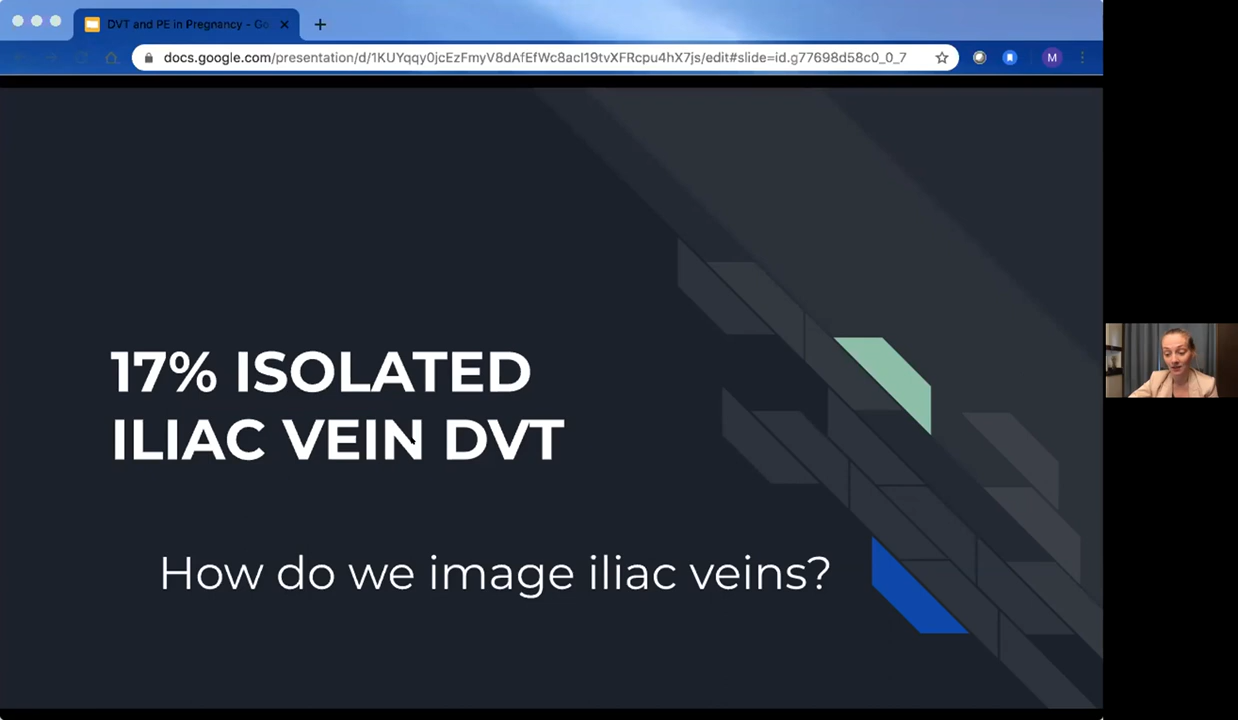 DVT and PE in Pregnancy - Go
docs.google.com/presentation/d/1KUYqqy0jcEzFmyV8dAfEfWc8acI19tvXFRcpu4hX7js/edit#slide=id.g77698d58c0_0_7
M
17% ISOLATED
ILIAC VEIN DVT
How do we image iliac veins?